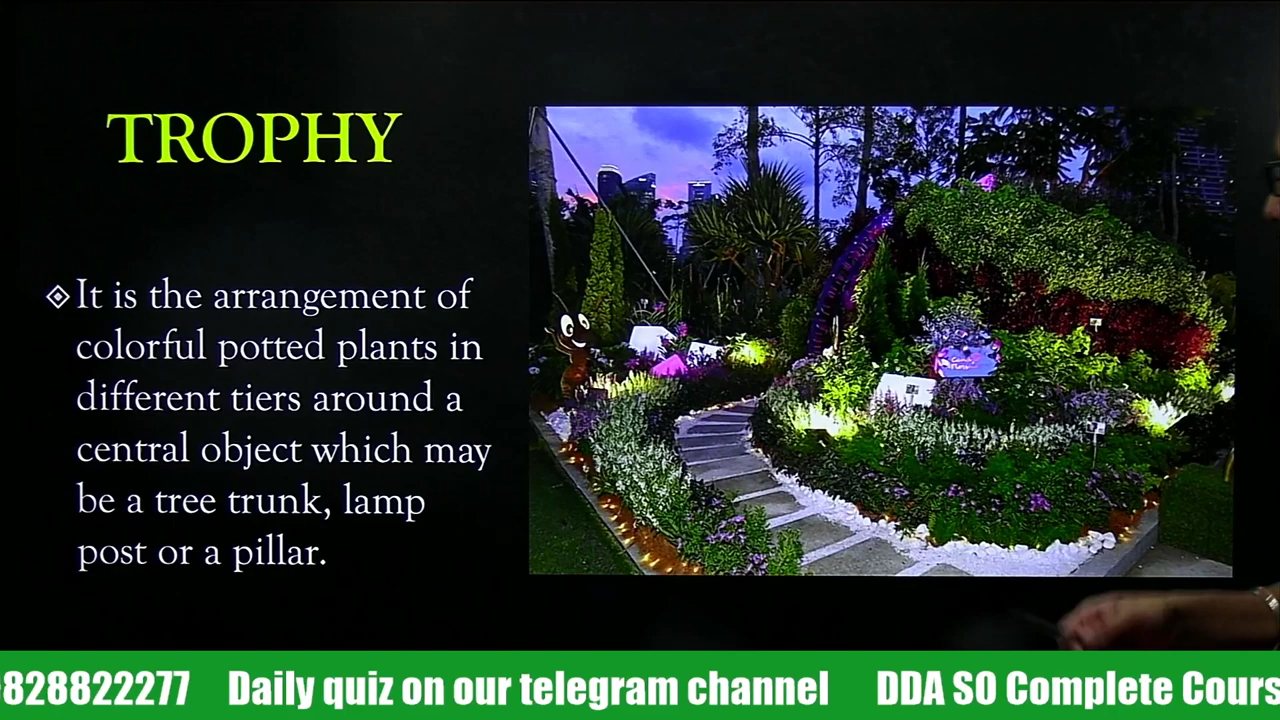 TROPHY
It is the arrangement of
colorful potted plants in
different tiers around a
central object which may
be a tree trunk, lamp
post or a pillar.
828822277 Daily quiz on our telegram channel DDA SO Complete Cours